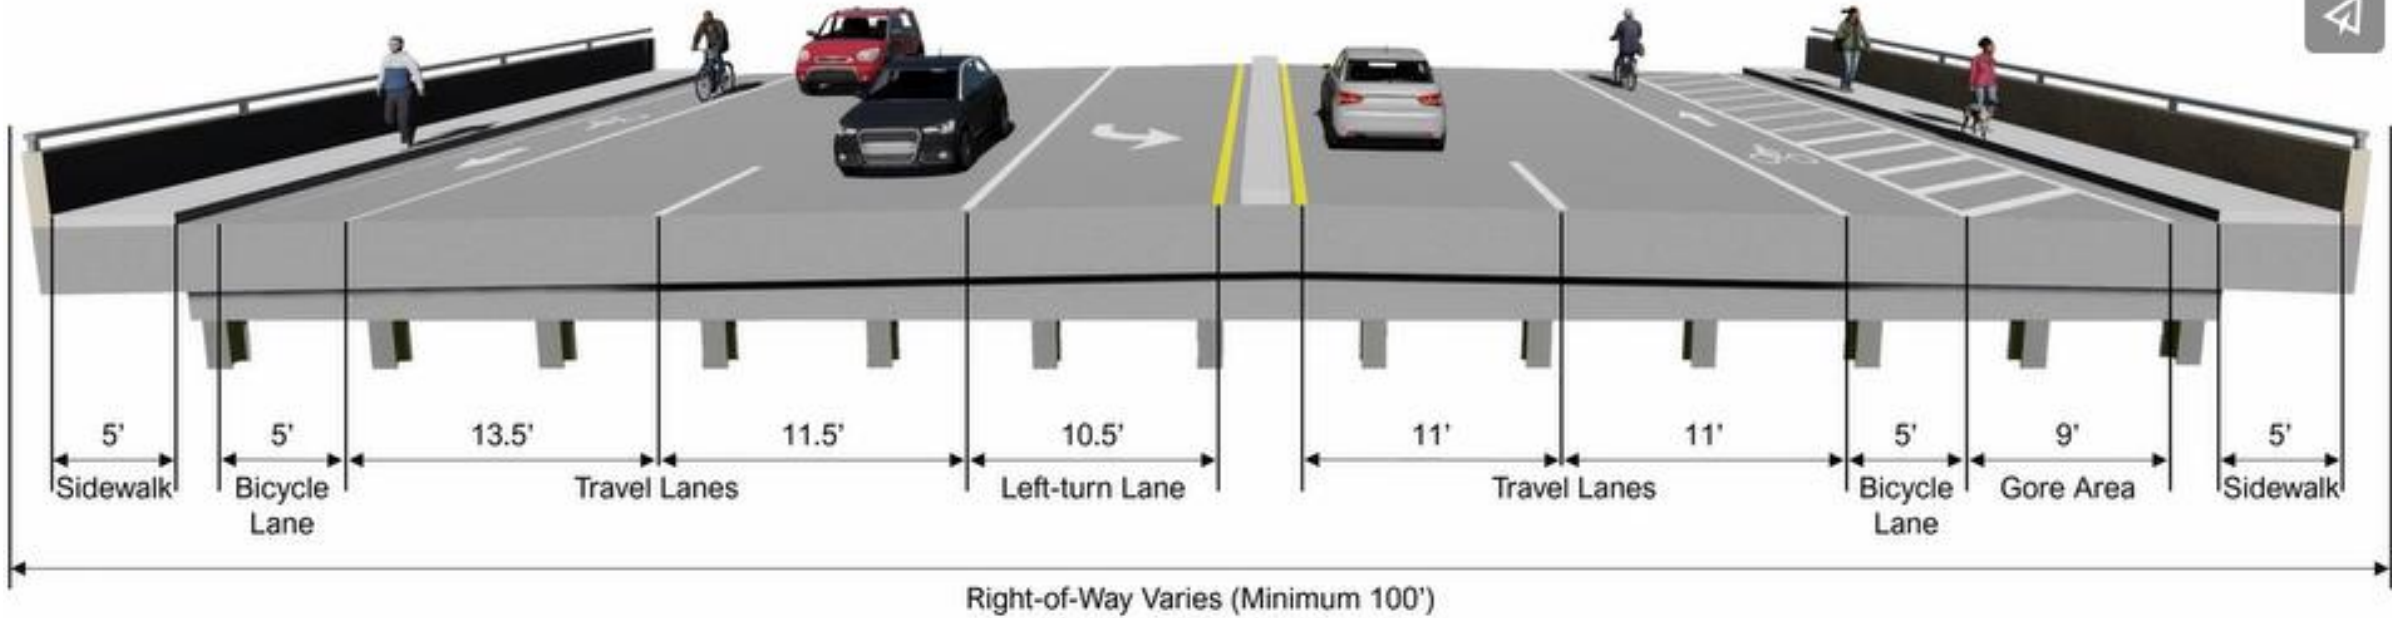 5' 5' 13.5' 11.5' 10.5' 11' 11' 5' 9' 5'
Sidewalk Bicycle Travel Lanes Left-turn Lane Travel Lanes Bicycle Gore Area Sidewalk
Lane Lane
Right-of-Way Varies (Minimum 100')